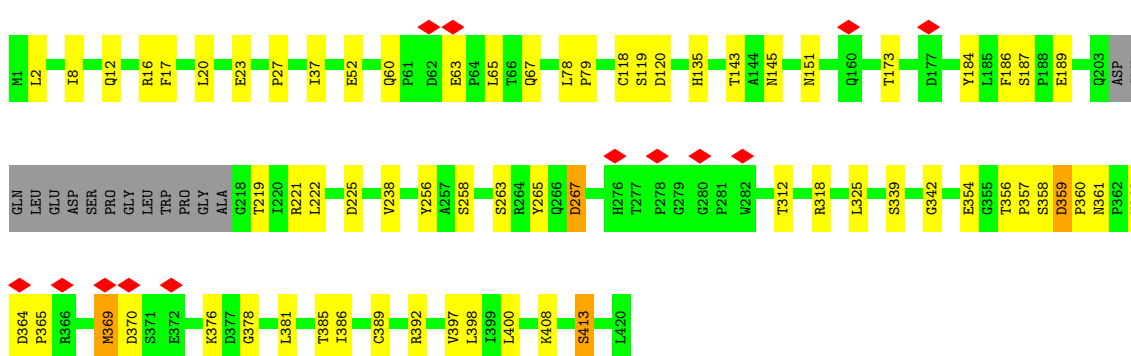 M1 L2 I8 Q12 R16 F17 L20 E23 P27 I37 E52 Q60 P61 D62 E63 P64 L65 T66 Q67 L78 P79 C118 S119 D120 H135 T143 A144 N145 N151 Q160 T173 D177 Y184 L185 F186 S187 P188 E189 Q203 ASP
GLN LEU GLU ASP SER PRO GLY LEU TRP PRO GLY ALA G218 T219 I220 R221 L222 D225 V238 Y256 A257 S258 S263 R264 Y265 Q266 D267 H276 T277 P278 G279 G280 P281 W282 T312 R318 L325 S339 G342 E354 G355 T356 P357 S358 D359 P360 N361 P362
D364 P365 R366 M369 D370 S371 E372 K376 D377 G378 L381 T385 I386 C389 R392 V397 L398 I399 L400 K408 S413 L420